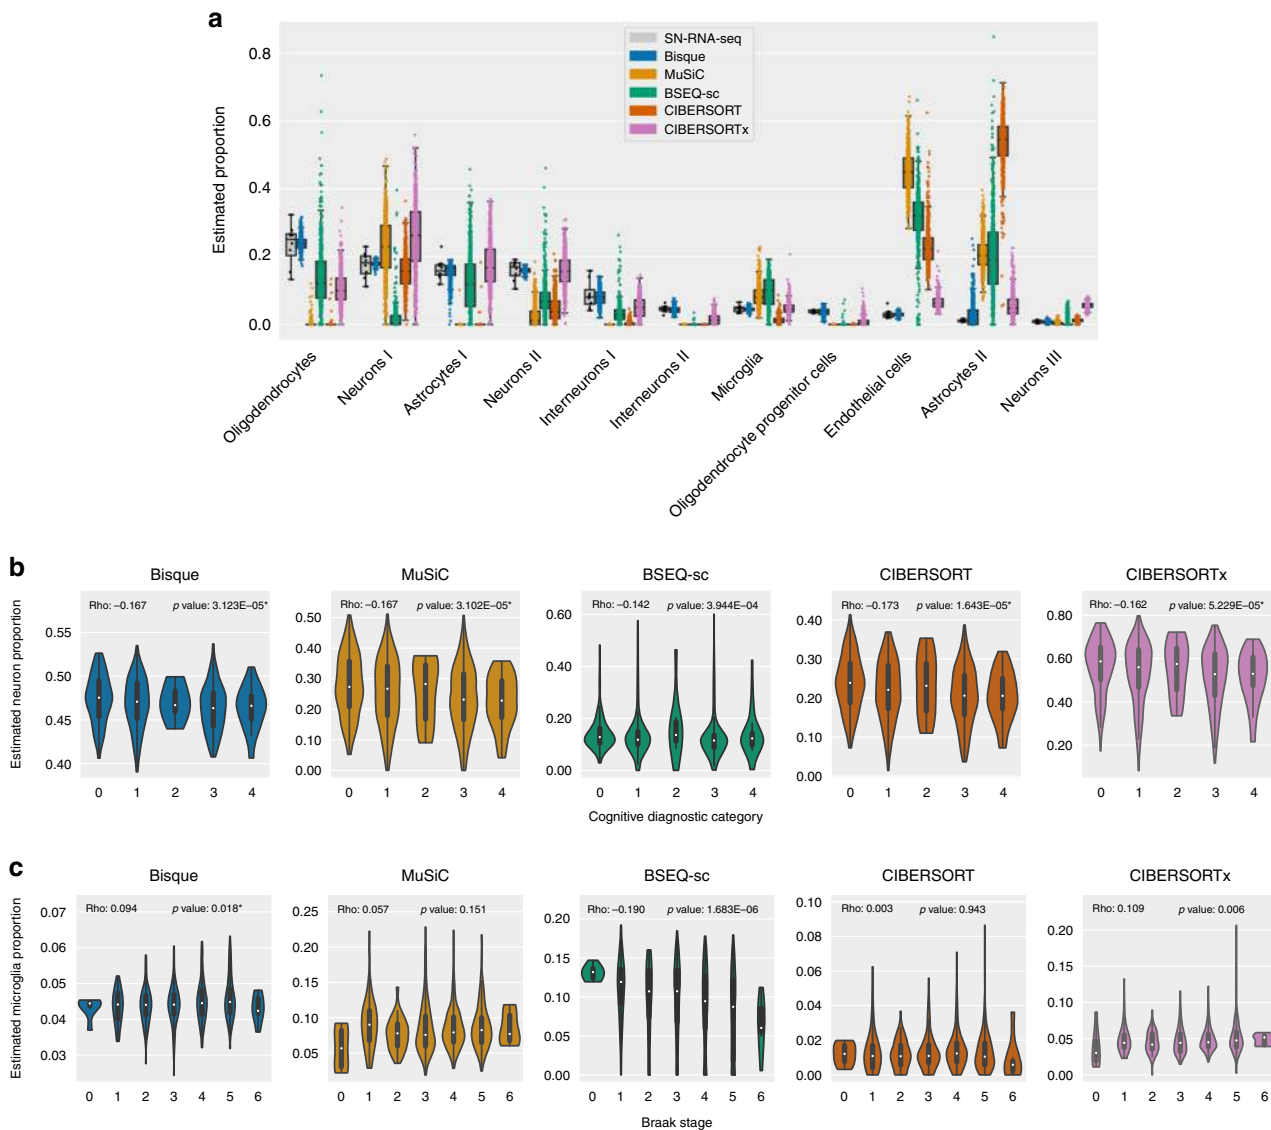 a
SN-RNA-seq
Bisque
MuSiC
BSEQ-sc
CIBERSORT
CIBERSORTx
Estimated proportion
0.8
0.6
0.4
0.2
0.0
Oligodendrocytes
Neurons I
Astrocytes I
Neurons II
Interneurons I
Interneurons II
Microglia
Oligodendrocyte progenitor cells
Endothelial cells
Astrocytes II
Neurons III
b
Bisque
MuSiC
BSEQ-sc
CIBERSORT
CIBERSORTx
Estimated neuron proportion
Rho: −0.167 p value: 3.123E−05*
0.55
0.50
0.45
0.40
0 1 2 3 4
Rho: −0.167 p value: 3.102E−05*
0.50
0.40
0.30
0.20
0.10
0.00
0 1 2 3 4
Rho: −0.142 p value: 3.944E−04
0.60
0.40
0.20
0.00
0 1 2 3 4
Rho: −0.173 p value: 1.643E−05*
0.40
0.30
0.20
0.10
0.00
0 1 2 3 4
Rho: −0.162 p value: 5.229E−05*
0.80
0.60
0.40
0.20
0 1 2 3 4
Cognitive diagnostic category
c
Bisque
MuSiC
BSEQ-sc
CIBERSORT
CIBERSORTx
Estimated microglia proportion
Rho: 0.094 p value: 0.018*
0.07
0.06
0.05
0.04
0.03
0 1 2 3 4 5 6
Rho: 0.057 p value: 0.151
0.25
0.20
0.15
0.10
0.05
0 1 2 3 4 5 6
Rho: −0.190 p value: 1.683E−06
0.20
0.15
0.10
0.05
0.00
0 1 2 3 4 5 6
Rho: 0.003 p value: 0.943
0.10
0.08
0.06
0.04
0.02
0.00
0 1 2 3 4 5 6
Rho: 0.109 p value: 0.006
0.20
0.15
0.10
0.05
0.00
0 1 2 3 4 5 6
Braak stage